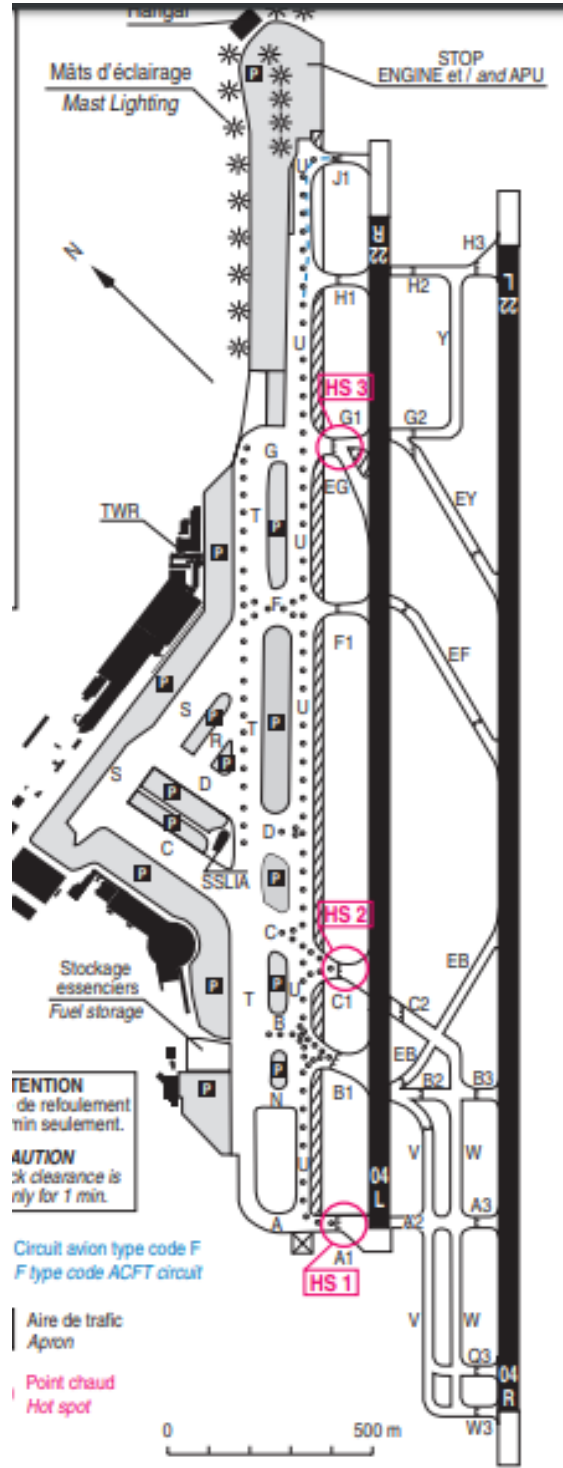 Hangar
Mâts d'éclairage
Mast Lighting
STOP
ENGINE et / and APU
P
U
J1
N
22
R
H3
H1
H2
22
L
U
Y
HS 3
G1
G2
G
EG
EY
TWR
T
P
U
P
F
F1
EF
P
S
P
U
T
P
R
P
S
D
P
P
D
C
SSLIA
P
P
HS 2
C
EB
Stockage
essenciers
Fuel storage
P
T
P
U
C1
C2
B
EB
P
B2
B3
P
N
B1
TENTION
de refoulement
min seulement.
AUTION
ck clearance is
only for 1 min.
V
W
U
04
L
A
A2
A3
A1
HS 1
Circuit avion type code F
F type code ACFT circuit
V
W
Aire de trafic
Apron
Q3
04
R
Point chaud
Hot spot
W3
0
500 m